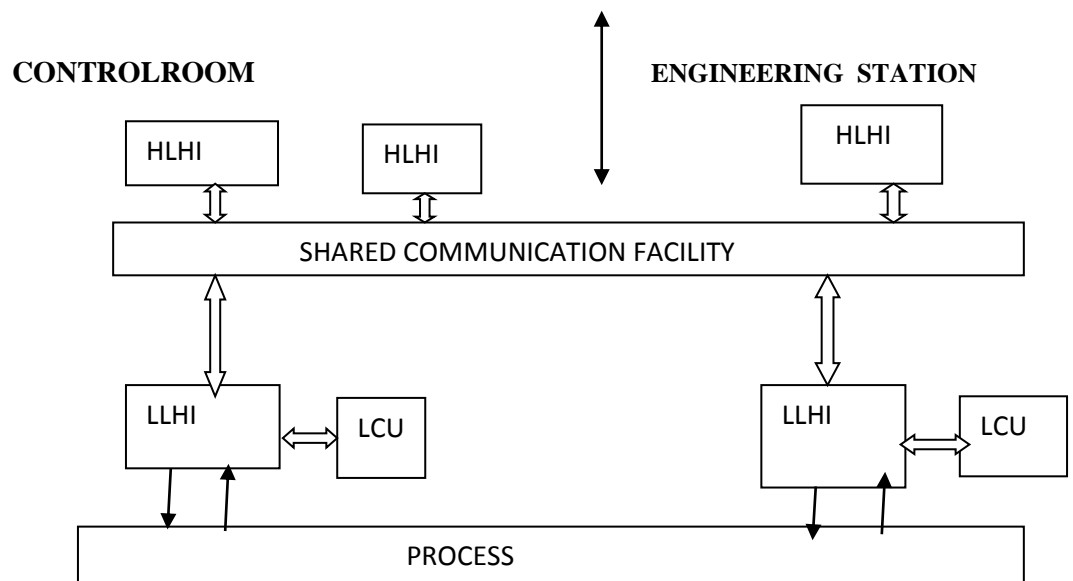 CONTROLROOM
ENGINEERING STATION
HLHI
HLHI
HLHI
SHARED COMMUNICATION FACILITY
LLHI
LCU
LLHI
LCU
PROCESS